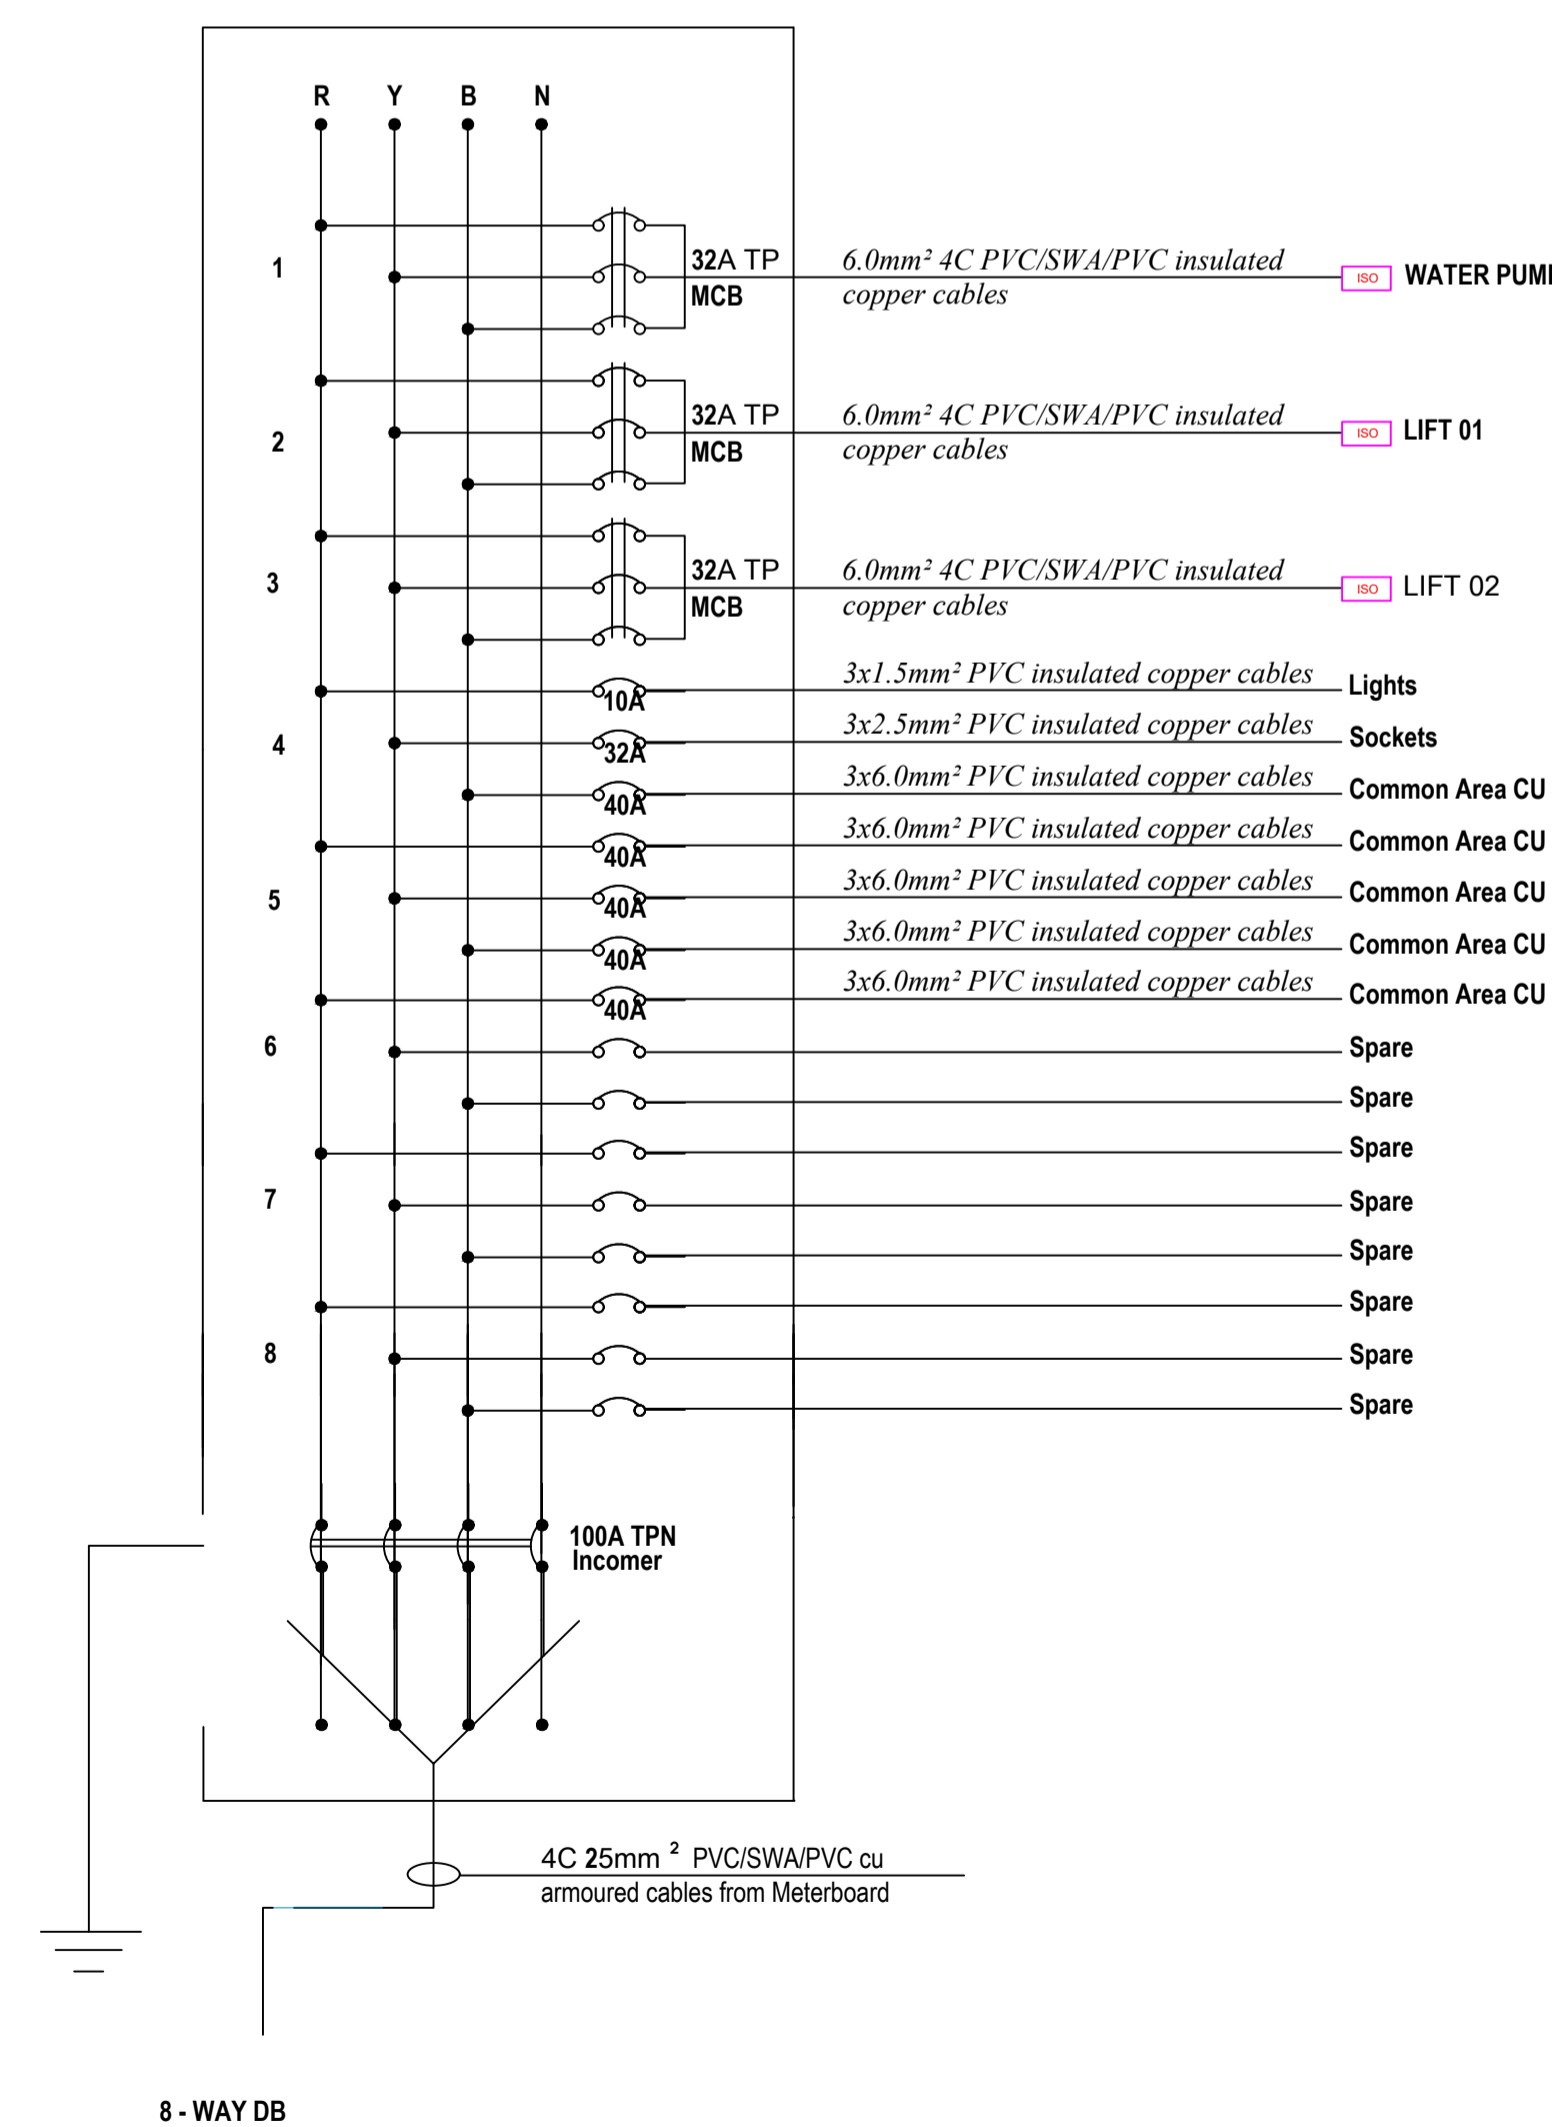 R Y B N
1
32A TP
MCB
6.0mm² 4C PVC/SWA/PVC insulated
copper cables
ISO
WATER PUM
2
32A TP
MCB
6.0mm² 4C PVC/SWA/PVC insulated
copper cables
ISO
LIFT 01
3
32A TP
MCB
6.0mm² 4C PVC/SWA/PVC insulated
copper cables
ISO
LIFT 02
10A
3x1.5mm² PVC insulated copper cables
Lights
4
32A
3x2.5mm² PVC insulated copper cables
Sockets
40A
3x6.0mm² PVC insulated copper cables
Common Area CU
40A
3x6.0mm² PVC insulated copper cables
Common Area CU
5
40A
3x6.0mm² PVC insulated copper cables
Common Area CU
40A
3x6.0mm² PVC insulated copper cables
Common Area CU
40A
3x6.0mm² PVC insulated copper cables
Common Area CU
6
Spare
Spare
Spare
7
Spare
Spare
Spare
8
Spare
Spare
100A TPN
Incomer
4C 25mm ² PVC/SWA/PVC cu
armoured cables from Meterboard
8 - WAY DB